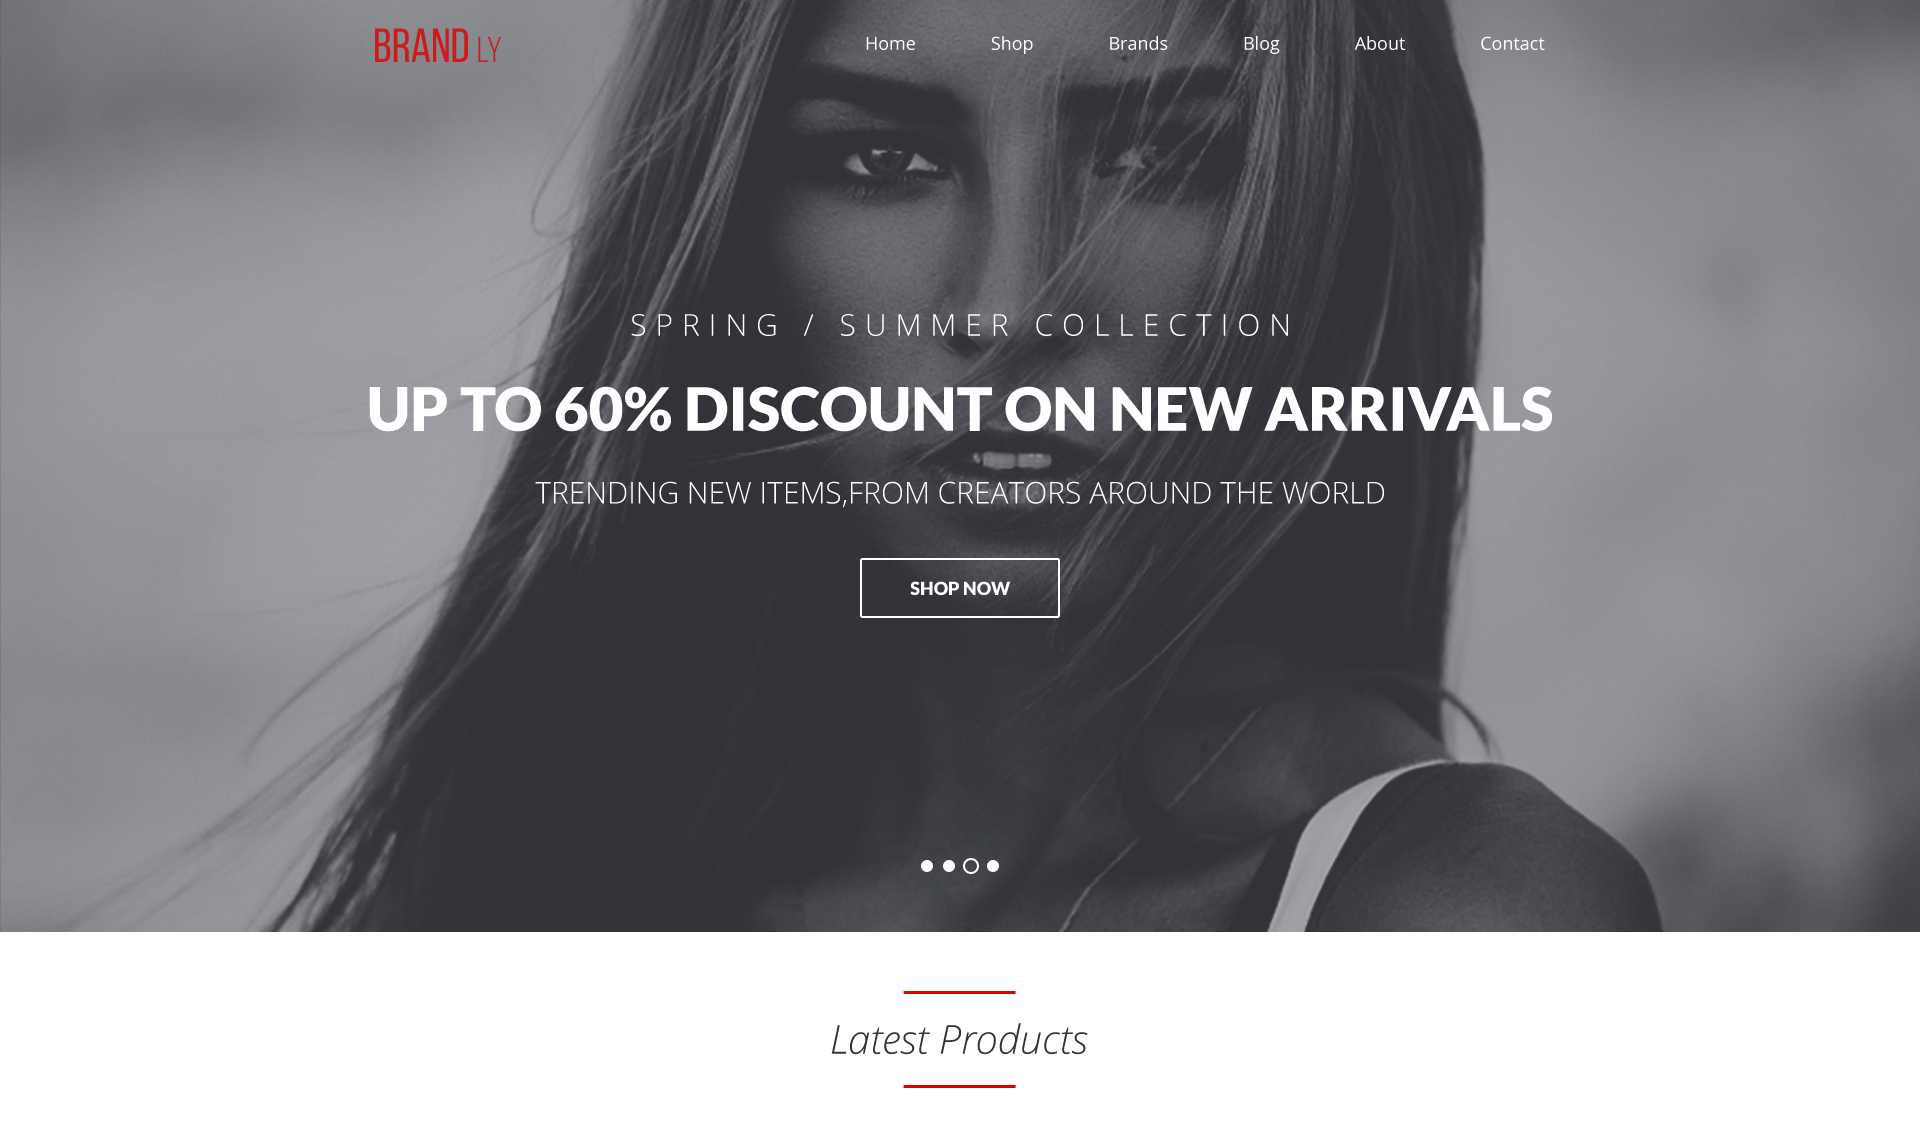 BRAND LY
Home Shop Brands Blog About Contact
SPRING / SUMMER COLLECTION
UP TO 60% DISCOUNT ON NEW ARRIVALS
TRENDING NEW ITEMS,FROM CREATORS AROUND THE WORLD
SHOP NOW
Latest Products